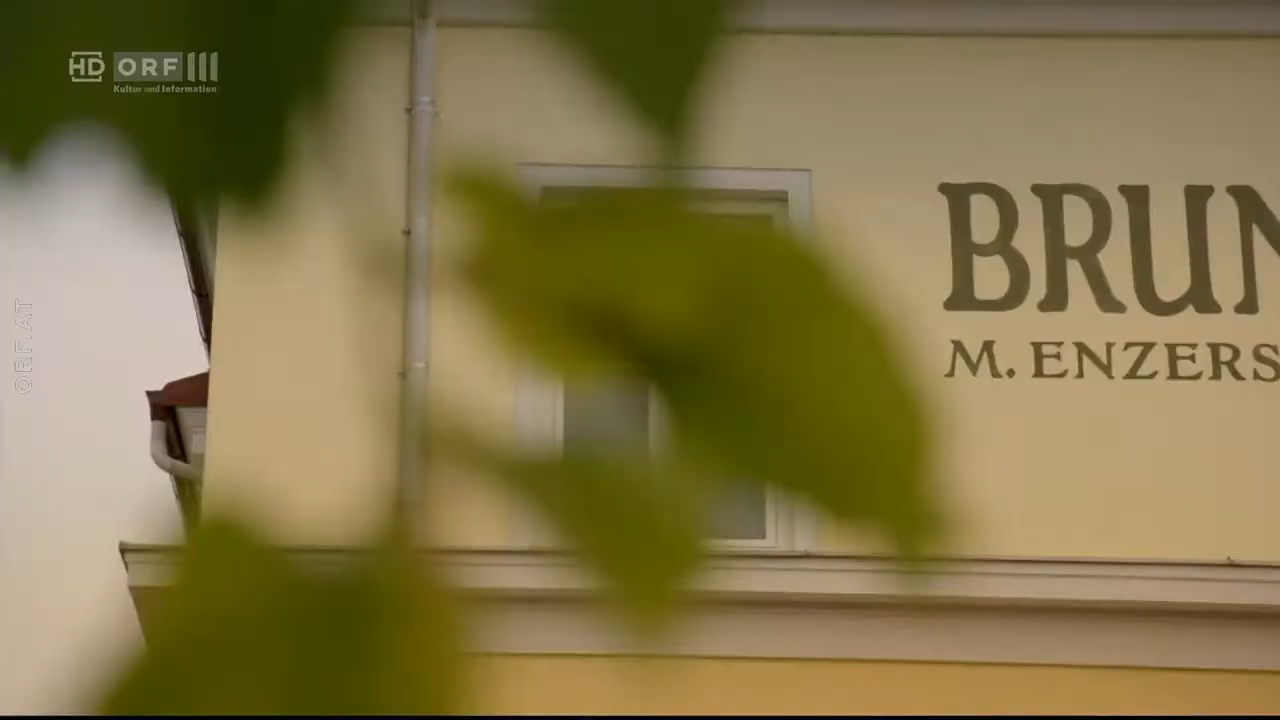 HD ORF III
Kultur und Information
ORF.AT
BRUN
M. ENZERS